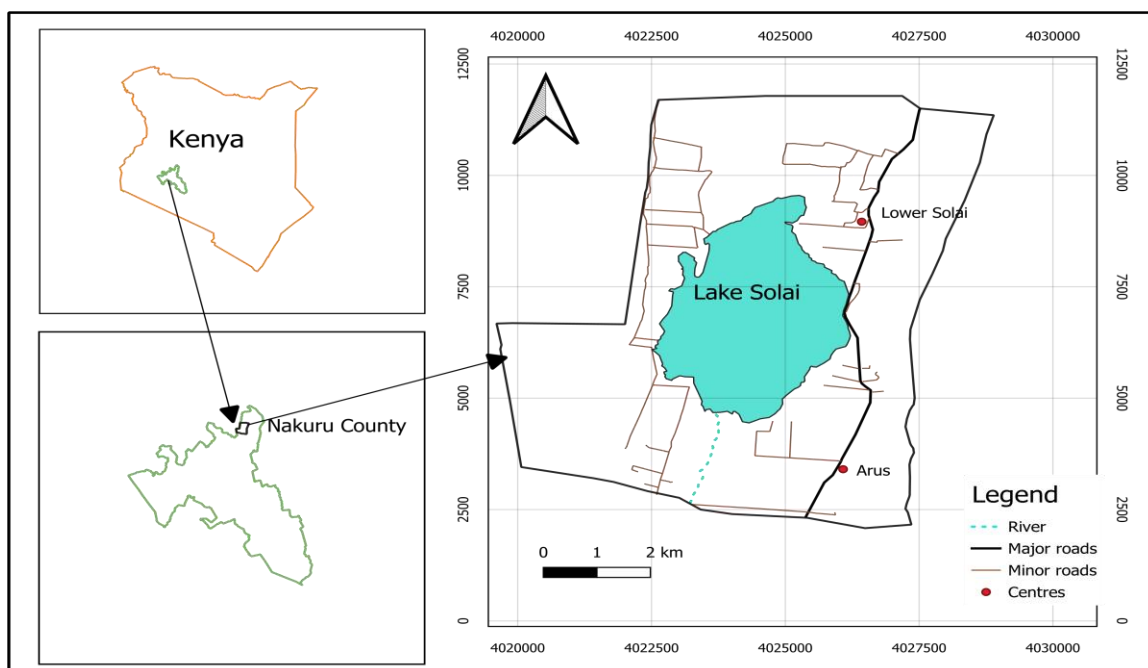 Kenya
Nakuru County
4020000 4022500 4025000 4027500 4030000
12500 12500
10000 10000
Lower Solai
7500 7500
Lake Solai
5000 5000
Arus
2500 2500
0 0
0 1 2 km
Legend
River
Major roads
Minor roads
Centres
4020000 4022500 4025000 4027500 4030000